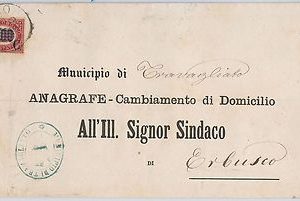 Municipio di Travagliato
ANAGRAFE - Cambiamento di Domicilio
All'Ill. Signor Sindaco
DI
Erbusco